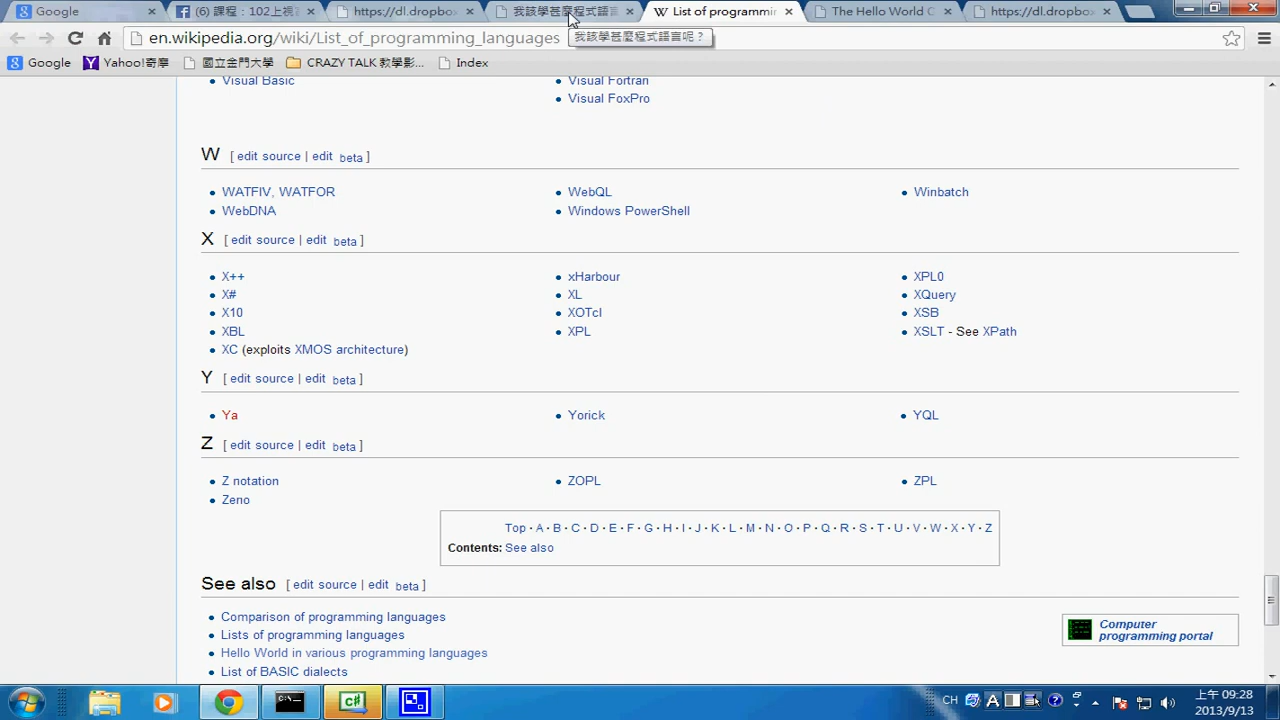 Google
(6) 課程：102上視
https://dl.dropbox
我該學甚麼程式語言
List of programmin
The Hello World C
https://dl.dropbox
en.wikipedia.org/wiki/List_of_programming_languages
我該學甚麼程式語言呢？
Google
Yahoo!奇摩
國立金門大學
CRAZY TALK 教學影...
Index
Visual Basic
Visual Fortran
Visual FoxPro
W [ edit source | edit beta ]
WATFIV, WATFOR
WebQL
Winbatch
WebDNA
Windows PowerShell
X [ edit source | edit beta ]
X++
xHarbour
XPL0
X#
XL
XQuery
X10
XOTcl
XSB
XBL
XPL
XSLT - See XPath
XC (exploits XMOS architecture)
Y [ edit source | edit beta ]
Ya
Yorick
YQL
Z [ edit source | edit beta ]
Z notation
ZOPL
ZPL
Zeno
Top · A · B · C · D · E · F · G · H · I · J · K · L · M · N · O · P · Q · R · S · T · U · V · W · X · Y · Z
Contents: See also
See also [ edit source | edit beta ]
Comparison of programming languages
Lists of programming languages
Hello World in various programming languages
List of BASIC dialects
Computer
programming portal
C:\
C#
CH
A
上午 09:28
2013/9/13